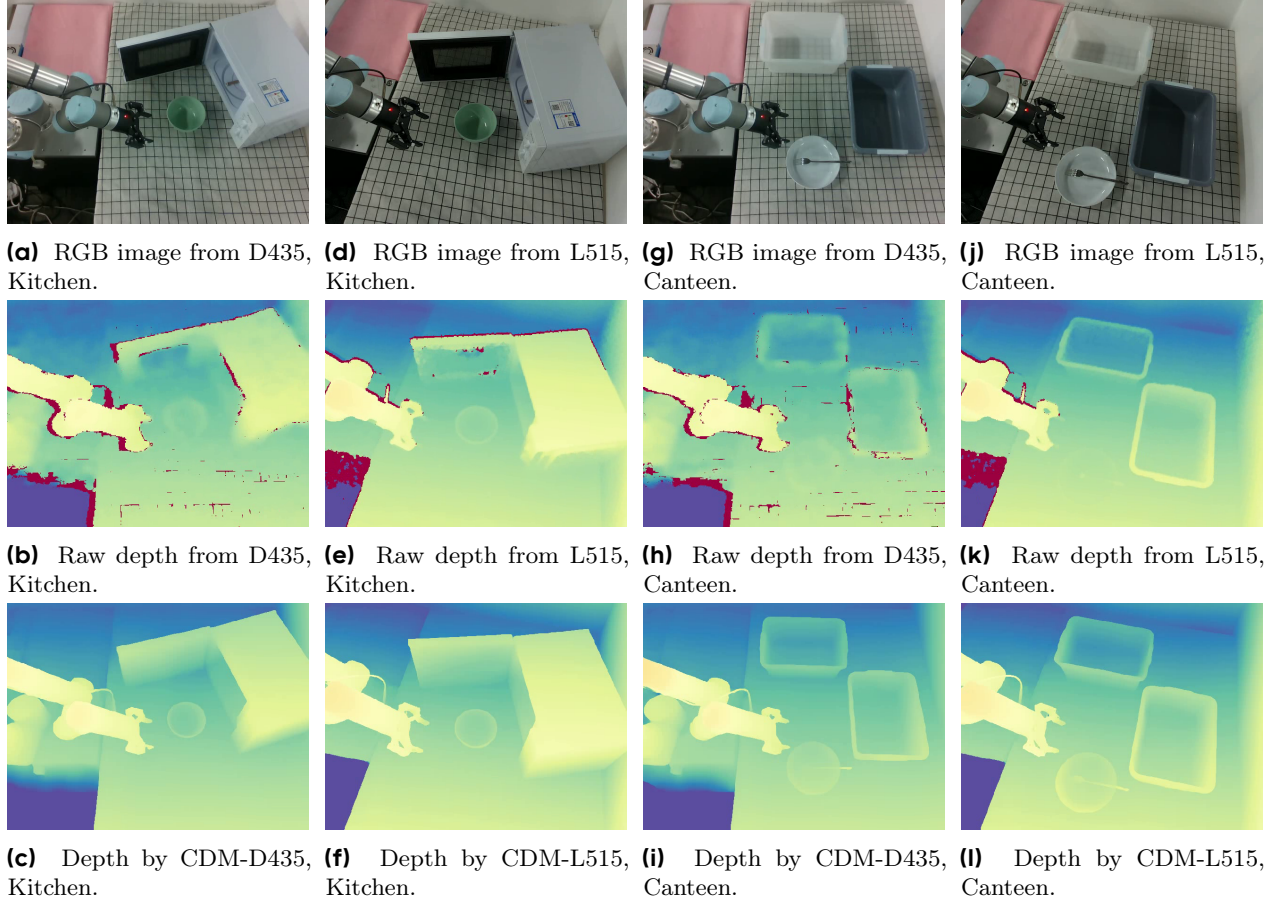 (a) RGB image from D435,
Kitchen.
(d) RGB image from L515,
Kitchen.
(g) RGB image from D435,
Canteen.
(j) RGB image from L515,
Canteen.
(b) Raw depth from D435,
Kitchen.
(e) Raw depth from L515,
Kitchen.
(h) Raw depth from D435,
Canteen.
(k) Raw depth from L515,
Canteen.
(c) Depth by CDM-D435,
Kitchen.
(f) Depth by CDM-L515,
Kitchen.
(i) Depth by CDM-D435,
Canteen.
(l) Depth by CDM-L515,
Canteen.